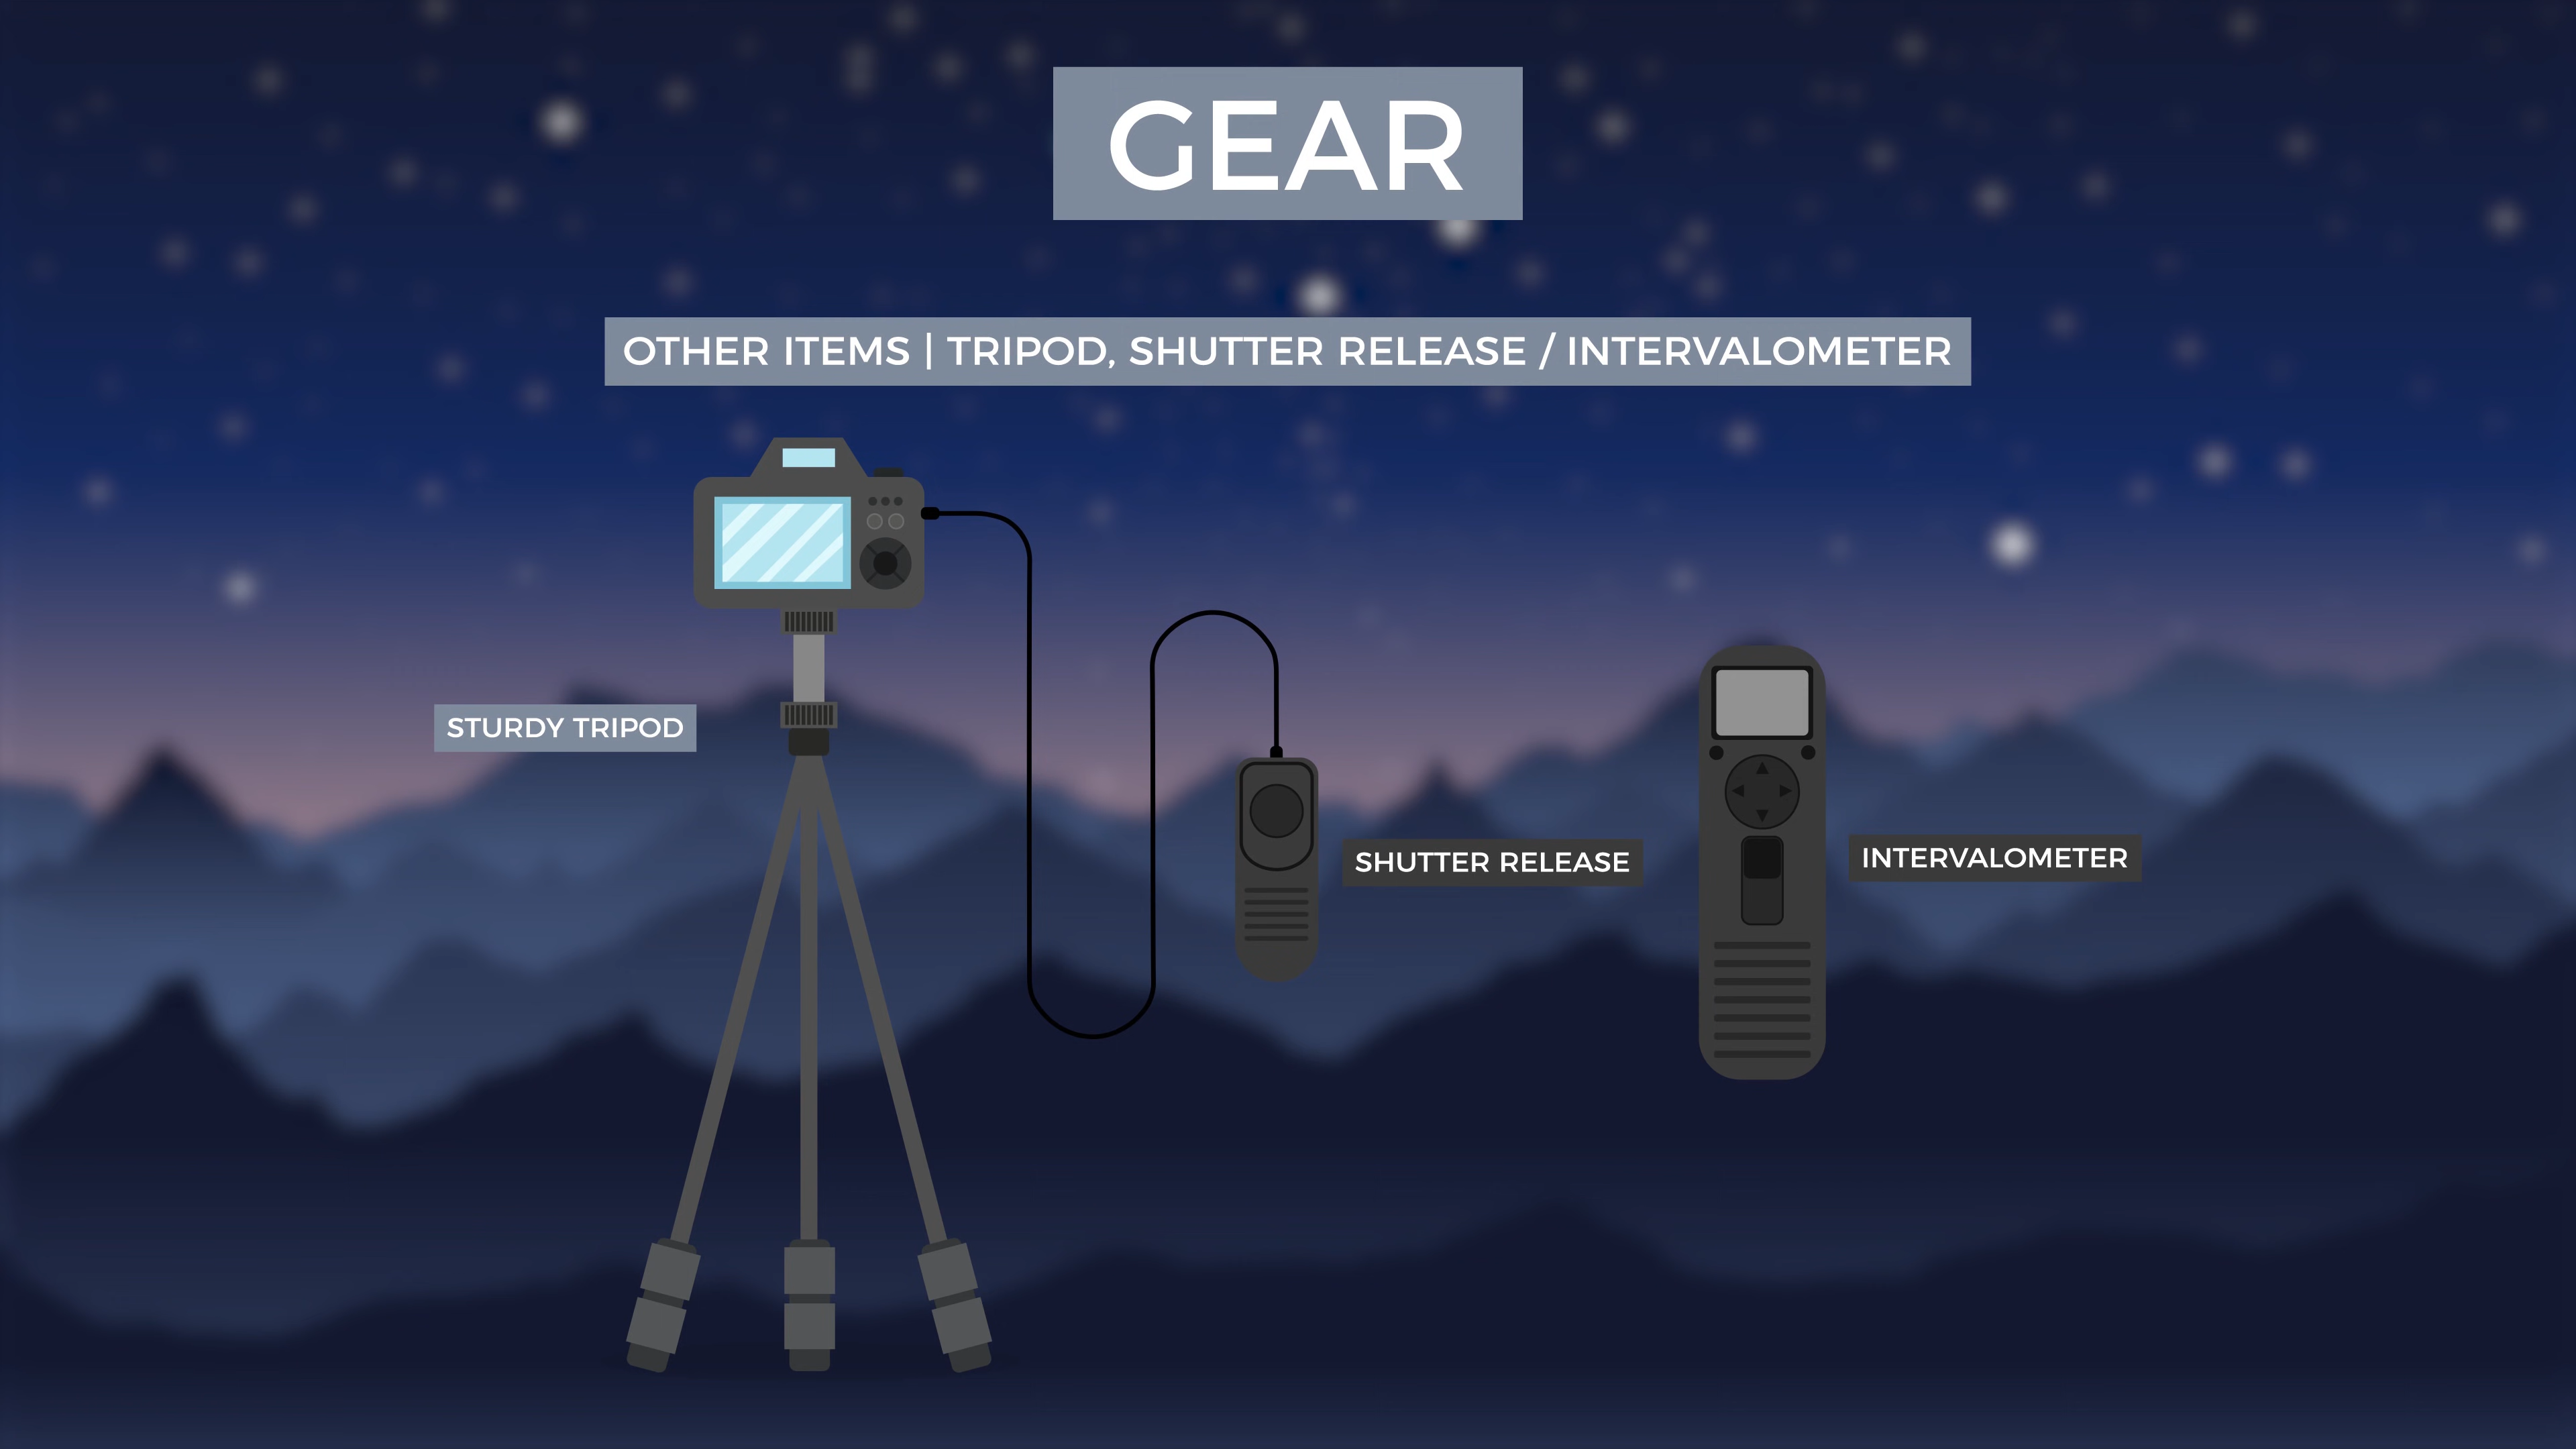 GEAR
OTHER ITEMS | TRIPOD, SHUTTER RELEASE / INTERVALOMETER
STURDY TRIPOD
SHUTTER RELEASE
INTERVALOMETER